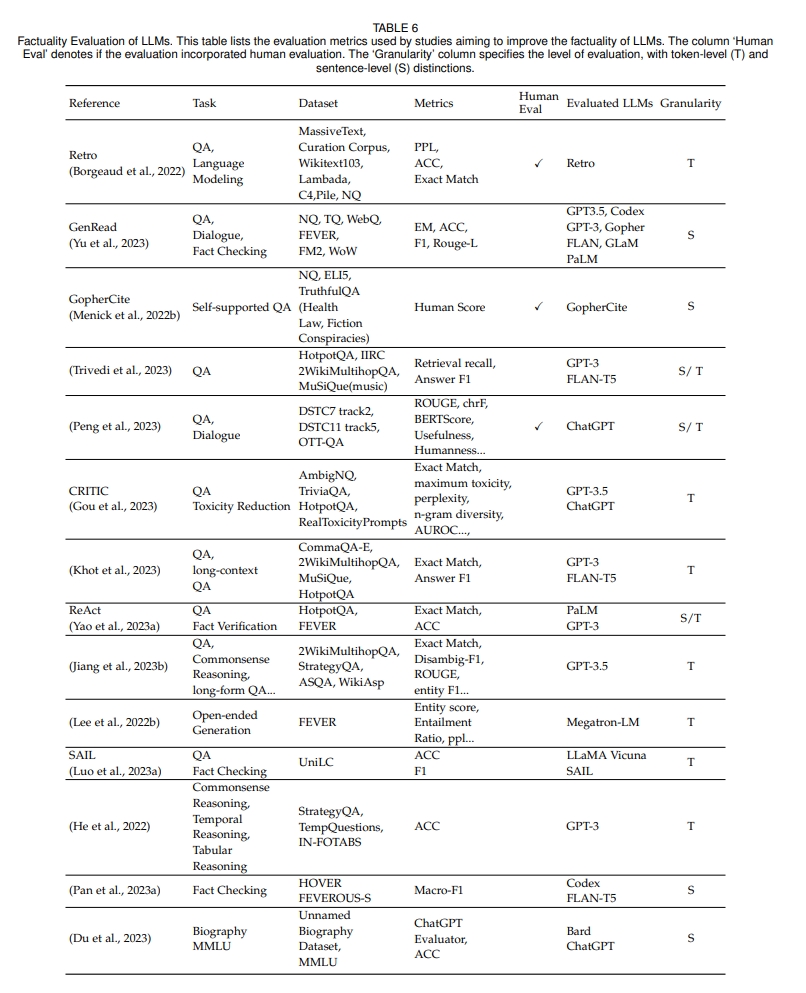 TABLE 6
Factuality Evaluation of LLMs. This table lists the evaluation metrics used by studies aiming to improve the factuality of LLMs. The column ‘Human
Eval’ denotes if the evaluation incorporated human evaluation. The ‘Granularity’ column specifies the level of evaluation, with token-level (T) and
sentence-level (S) distinctions.
Reference Task Dataset Metrics Human Eval Evaluated LLMs Granularity
Retro
(Borgeaud et al., 2022)
QA,
Language
Modeling
MassiveText,
Curation Corpus,
Wikitext103,
Lambada,
C4,Pile, NQ
PPL,
ACC,
Exact Match
✓
Retro
T
GenRead
(Yu et al., 2023)
QA,
Dialogue,
Fact Checking
NQ, TQ, WebQ,
FEVER,
FM2, WoW
EM, ACC,
F1, Rouge-L
GPT3.5, Codex
GPT-3, Gopher
FLAN, GLaM
PaLM
S
GopherCite
(Menick et al., 2022b)
Self-supported QA
NQ, ELI5,
TruthfulQA
(Health
Law, Fiction
Conspiracies)
Human Score
✓
GopherCite
S
(Trivedi et al., 2023)
QA
HotpotQA, IIRC
2WikiMultihopQA,
MuSiQue(music)
Retrieval recall,
Answer F1
GPT-3
FLAN-T5
S/ T
(Peng et al., 2023)
QA,
Dialogue
DSTC7 track2,
DSTC11 track5,
OTT-QA
ROUGE, chrF,
BERTScore,
Usefulness,
Humanness...
✓
ChatGPT
S/ T
CRITIC
(Gou et al., 2023)
QA
Toxicity Reduction
AmbigNQ,
TriviaQA,
HotpotQA,
RealToxicityPrompts
Exact Match,
maximum toxicity,
perplexity,
n-gram diversity,
AUROC...,
GPT-3.5
ChatGPT
T
(Khot et al., 2023)
QA,
long-context
QA
CommaQA-E,
2WikiMultihopQA,
MuSiQue,
HotpotQA
Exact Match,
Answer F1
GPT-3
FLAN-T5
T
ReAct
(Yao et al., 2023a)
QA
Fact Verification
HotpotQA,
FEVER
Exact Match,
ACC
PaLM
GPT-3
S/T
(Jiang et al., 2023b)
QA,
Commonsense
Reasoning,
long-form QA...
2WikiMultihopQA,
StrategyQA,
ASQA, WikiAsp
Exact Match,
Disambig-F1,
ROUGE,
entity F1...
GPT-3.5
T
(Lee et al., 2022b)
Open-ended
Generation
FEVER
Entity score,
Entailment
Ratio, ppl...
Megatron-LM
T
SAIL
(Luo et al., 2023a)
QA
Fact Checking
UniLC
ACC
F1
LLaMA Vicuna
SAIL
T
(He et al., 2022)
Commonsense
Reasoning,
Temporal
Reasoning,
Tabular
Reasoning
StrategyQA,
TempQuestions,
IN-FOTABS
ACC
GPT-3
T
(Pan et al., 2023a)
Fact Checking
HOVER
FEVEROUS-S
Macro-F1
Codex
FLAN-T5
S
(Du et al., 2023)
Biography
MMLU
Unnamed
Biography
Dataset,
MMLU
ChatGPT
Evaluator,
ACC
Bard
ChatGPT
S